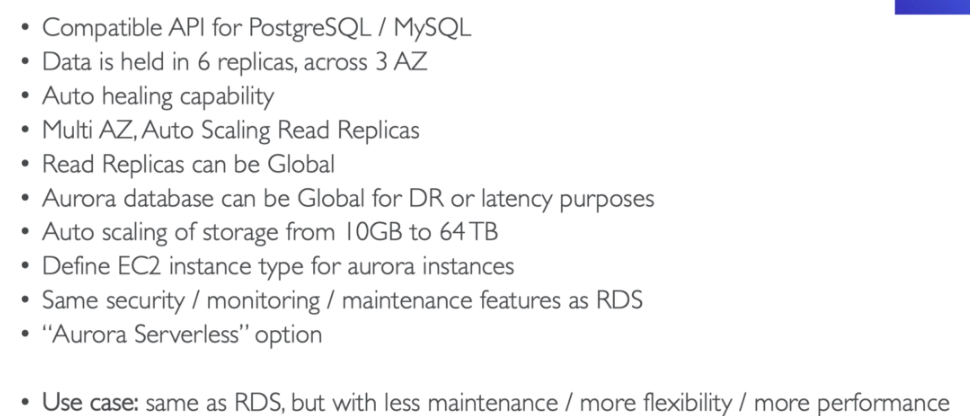 • Compatible API for PostgreSQL / MySQL
• Data is held in 6 replicas, across 3 AZ
• Auto healing capability
• Multi AZ, Auto Scaling Read Replicas
• Read Replicas can be Global
• Aurora database can be Global for DR or latency purposes
• Auto scaling of storage from 10GB to 64 TB
• Define EC2 instance type for aurora instances
• Same security / monitoring / maintenance features as RDS
• “Aurora Serverless” option
• Use case: same as RDS, but with less maintenance / more flexibility / more performance